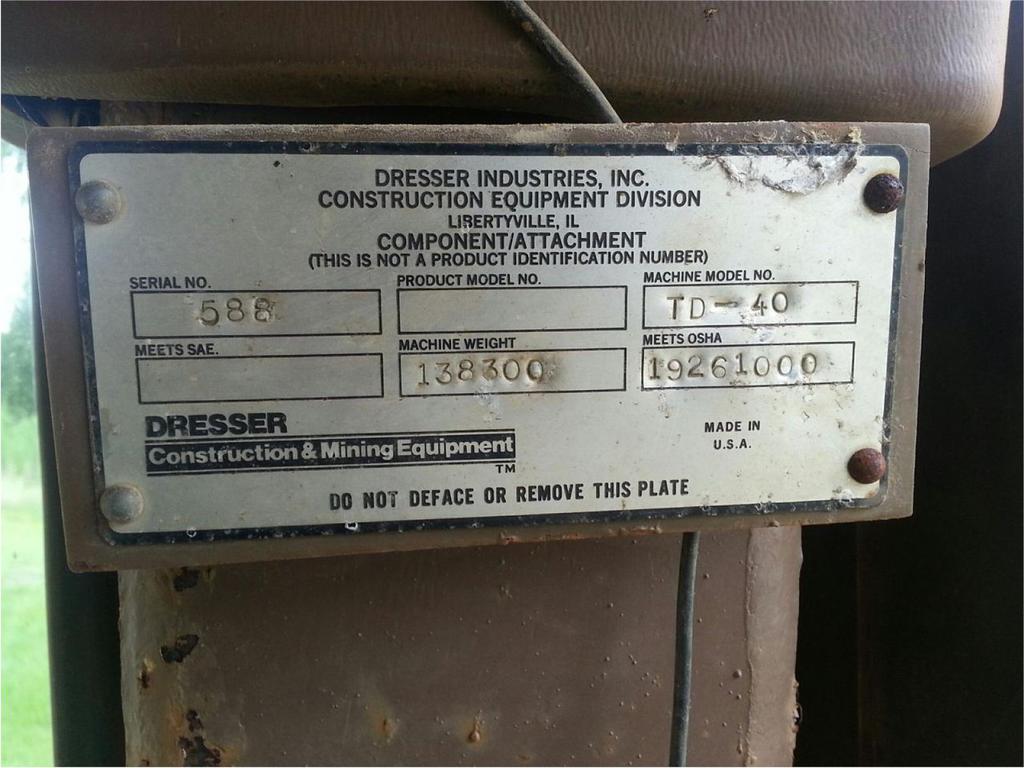 DRESSER INDUSTRIES, INC.
CONSTRUCTION EQUIPMENT DIVISION
LIBERTYVILLE, IL
COMPONENT/ATTACHMENT
(THIS IS NOT A PRODUCT IDENTIFICATION NUMBER)
SERIAL NO. PRODUCT MODEL NO. MACHINE MODEL NO.
588 TD-40
MEETS SAE. MACHINE WEIGHT MEETS OSHA
138300 19261000
DRESSER
Construction & Mining Equipment
TM
MADE IN
U.S.A.
DO NOT DEFACE OR REMOVE THIS PLATE